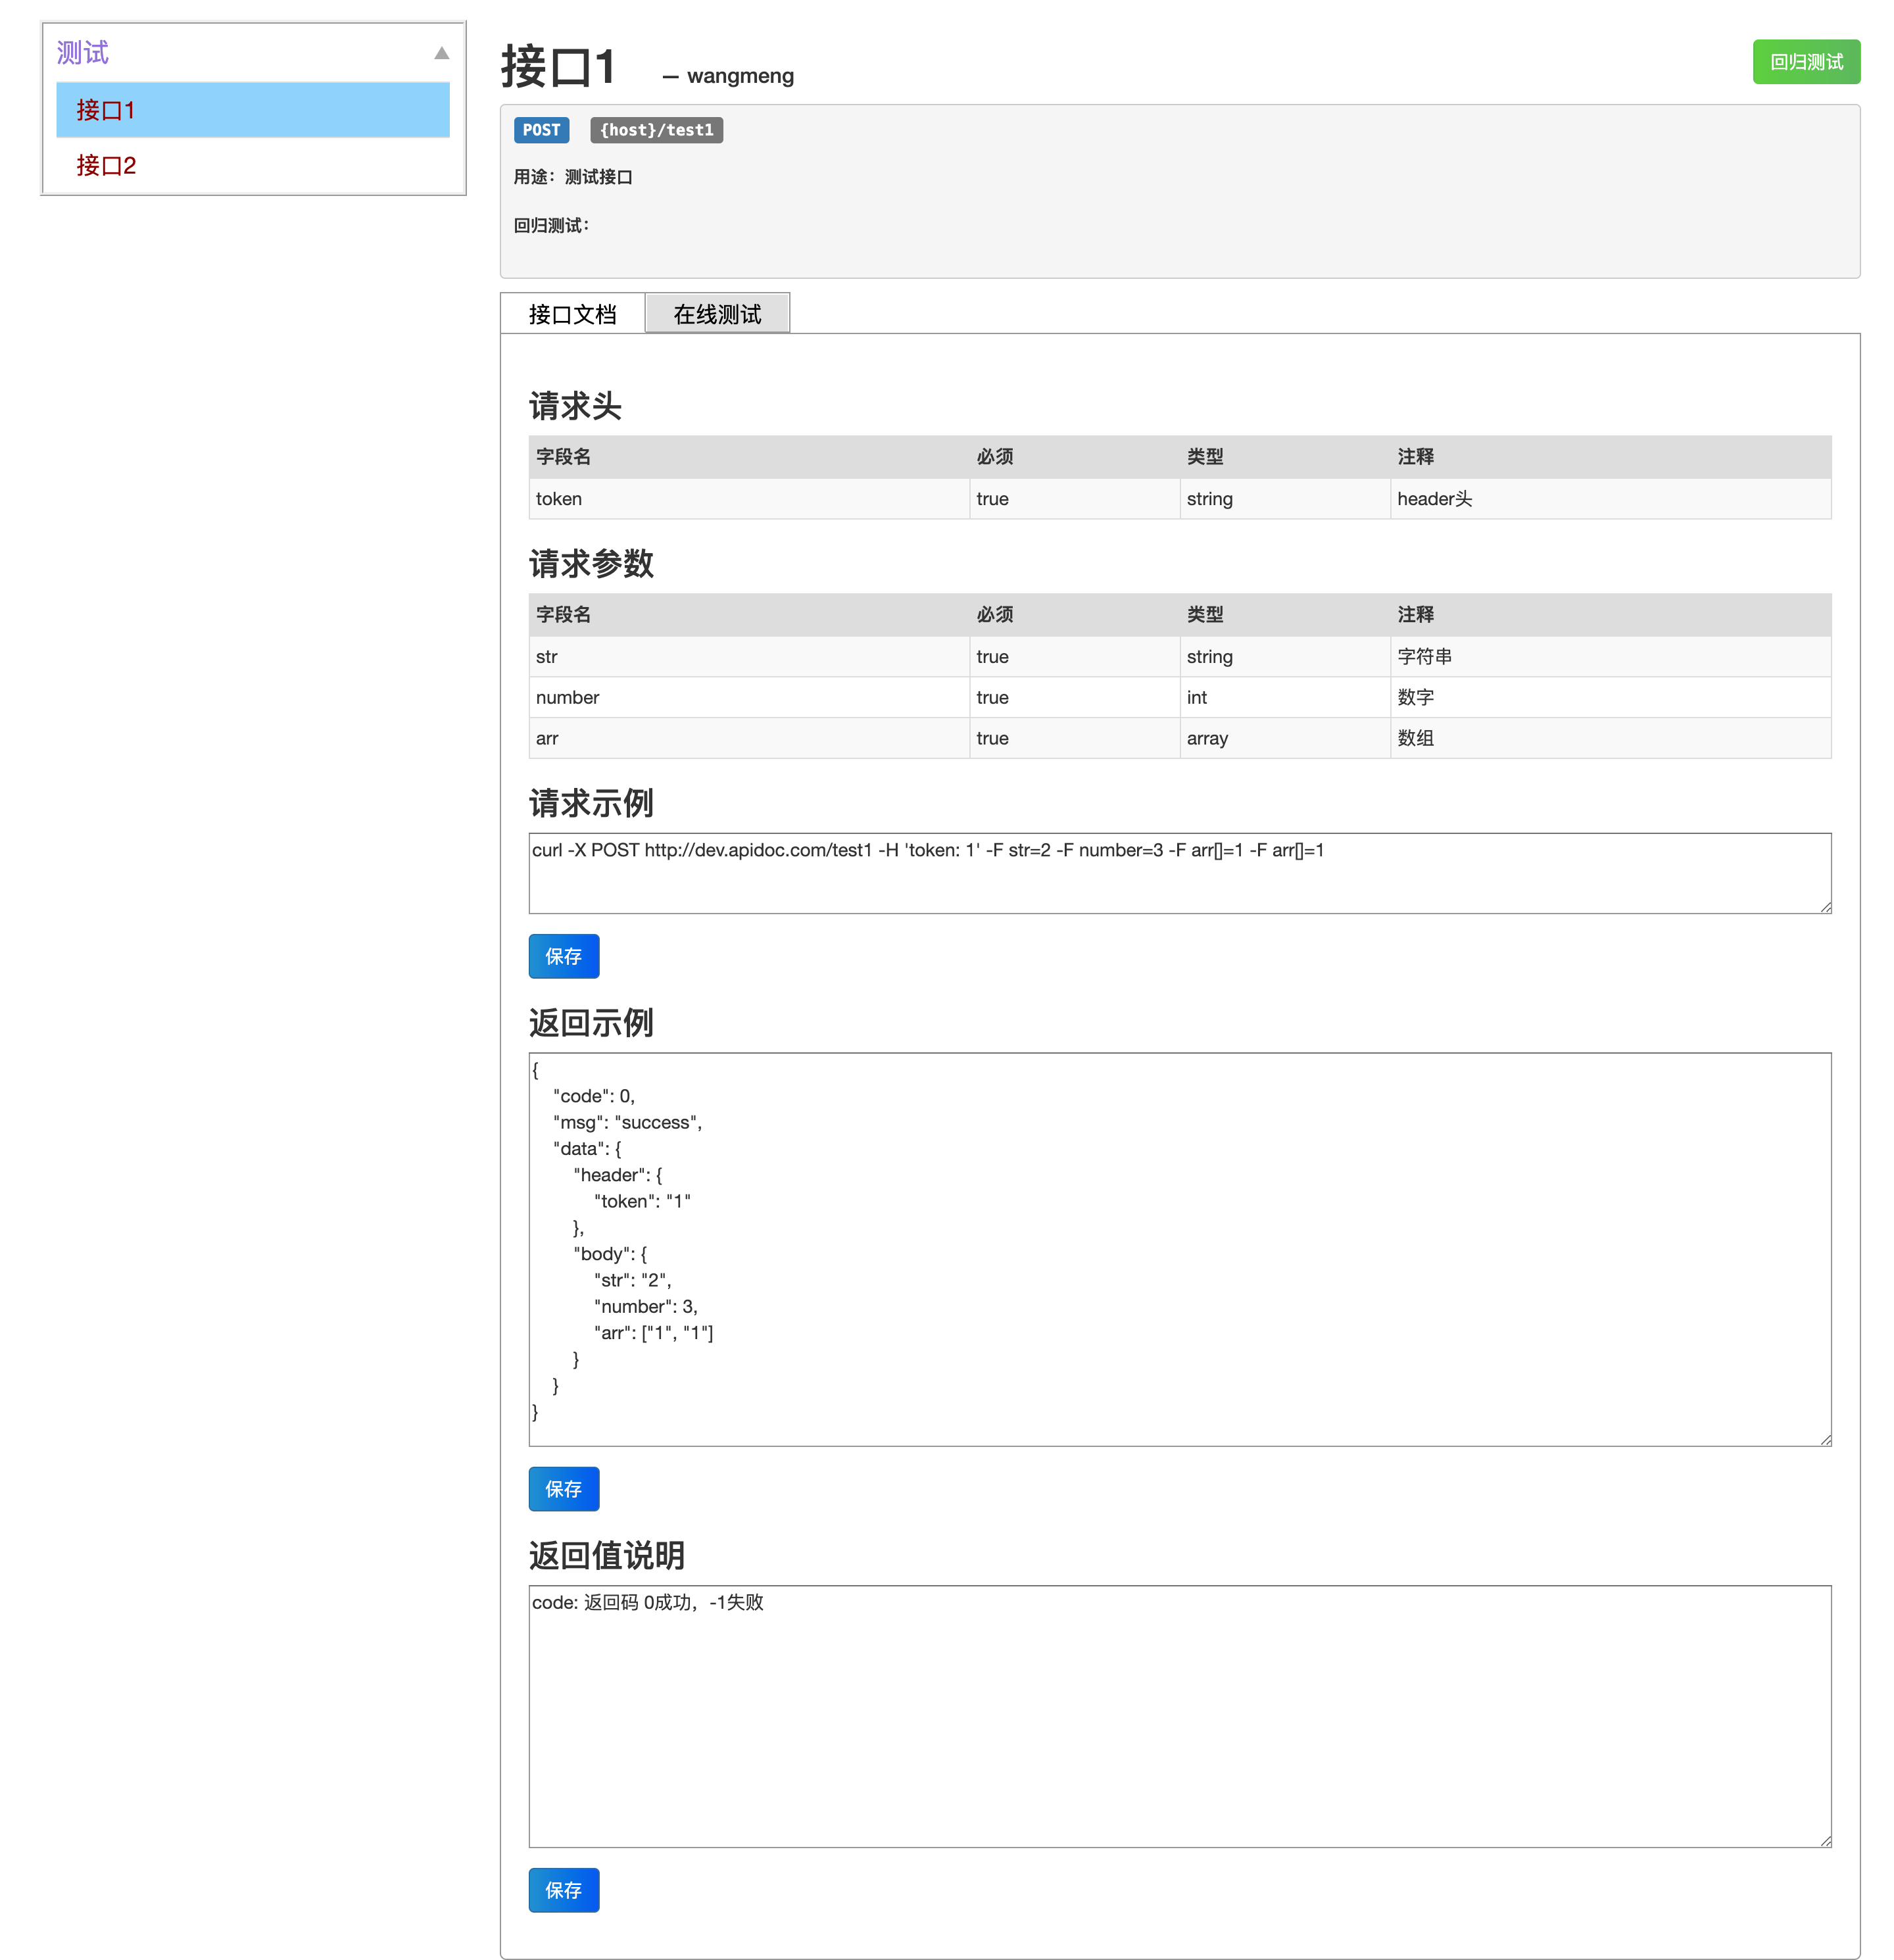 测试
接口1
接口2
接口1 — wangmeng
回归测试
POST {host}/test1
用途：测试接口
回归测试：
接口文档 在线测试
请求头
字段名 必须 类型 注释
token true string header头
请求参数
字段名 必须 类型 注释
str true string 字符串
number true int 数字
arr true array 数组
请求示例
curl -X POST http://dev.apidoc.com/test1 -H 'token: 1' -F str=2 -F number=3 -F arr[]=1 -F arr[]=1
保存
返回示例
{
    "code": 0,
    "msg": "success",
    "data": {
        "header": {
            "token": "1"
        },
        "body": {
            "str": "2",
            "number": 3,
            "arr": ["1", "1"]
        }
    }
}
保存
返回值说明
code: 返回码 0成功，-1失败
保存